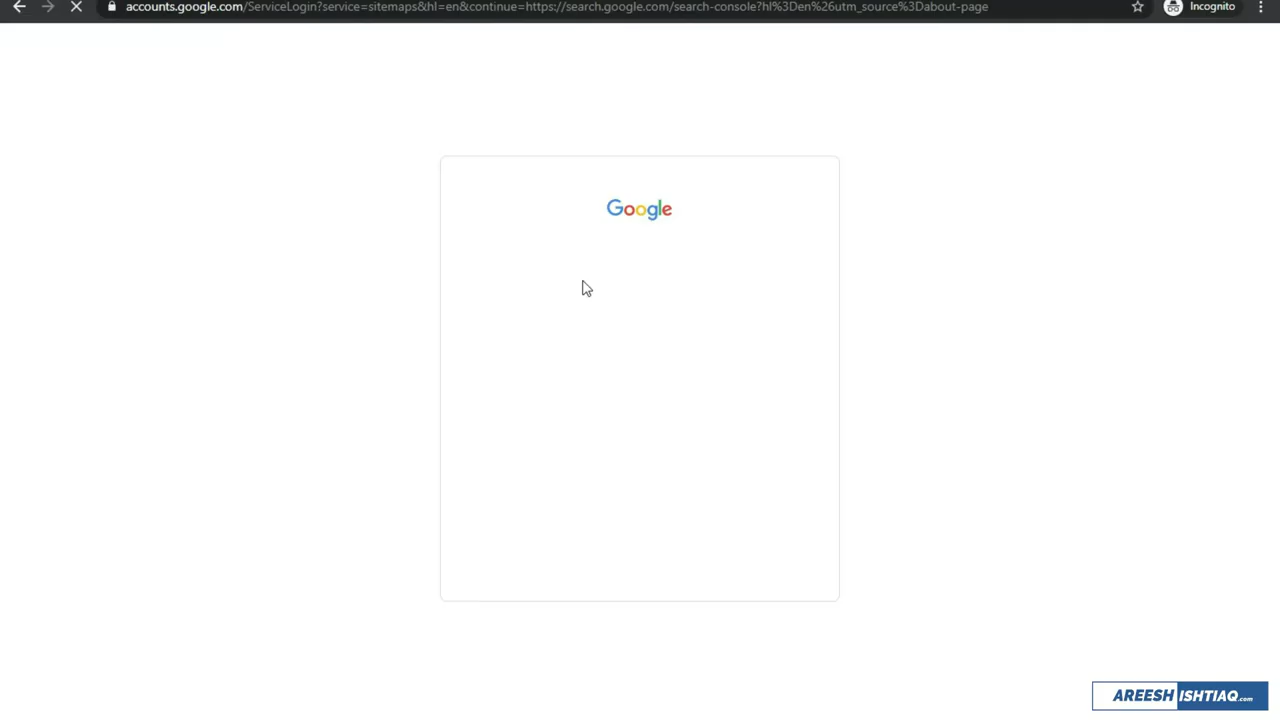 accounts.google.com/ServiceLogin?service=sitemaps&hl=en&continue=https://search.google.com/search-console?hl%3Den%26utm_source%3Dabout-page
Incognito
Google
AREESH ISHTIAQ.com